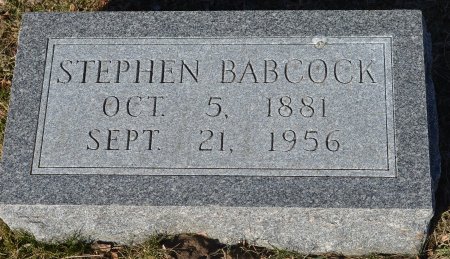 STEPHEN BABCOCK
OCT. 5, 1881
SEPT. 21, 1956